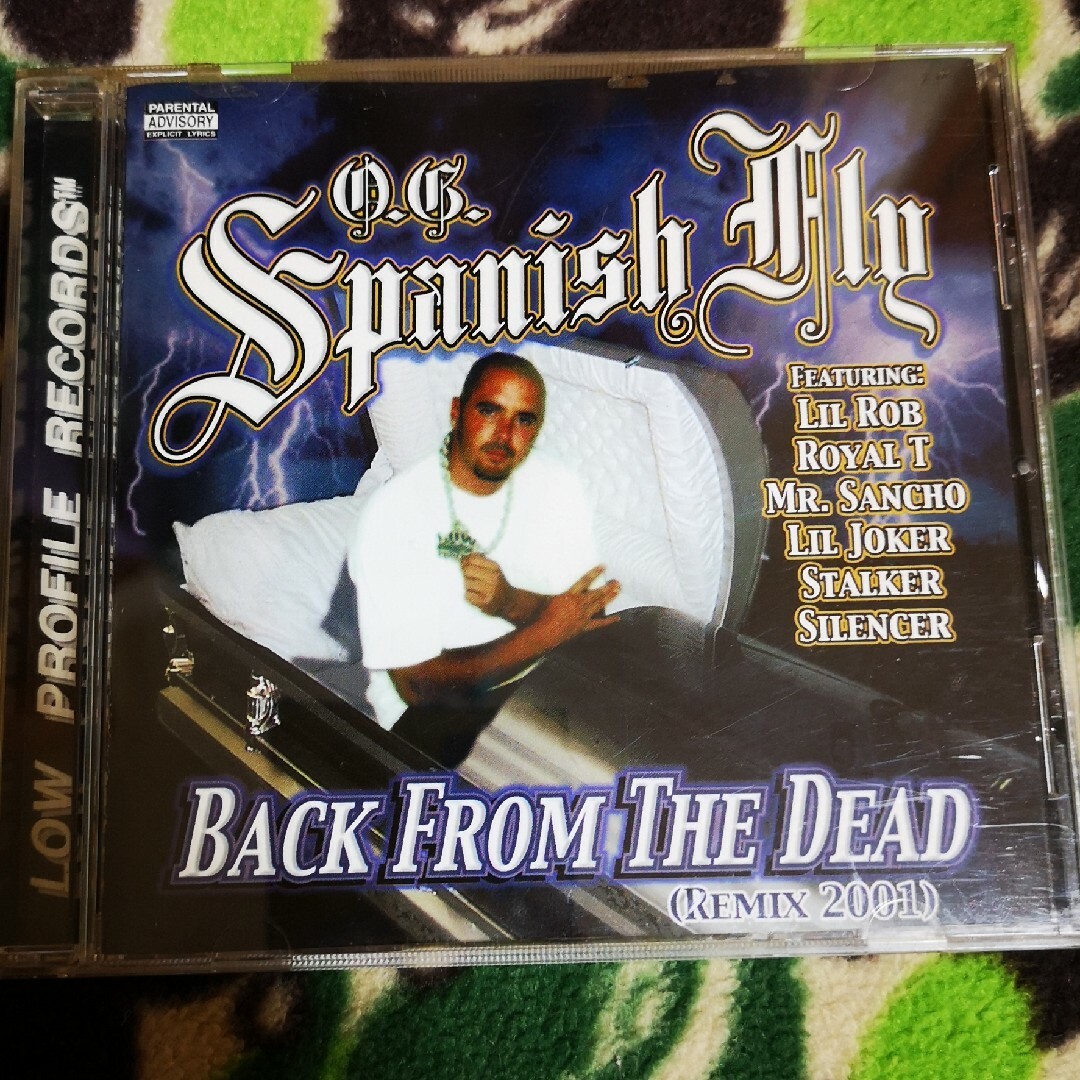 LOW PROFILE RECORDS℠
PARENTAL
ADVISORY
EXPLICIT LYRICS
O.G.
Spanish Fly
FEATURING:
LIL ROB
ROYAL T
MR. SANCHO
LIL JOKER
STALKER
SILENCER
BACK FROM THE DEAD
(REMIX 2001)